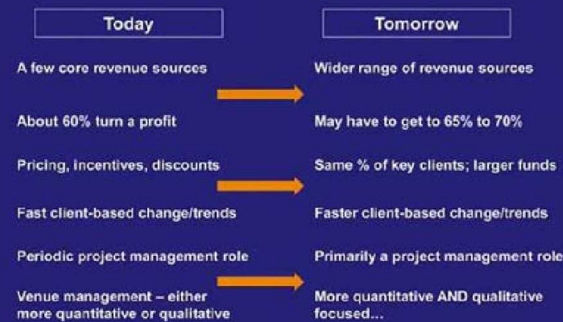 Today
Tomorrow
A few core revenue sources
Wider range of revenue sources
About 60% turn a profit
May have to get to 65% to 70%
Pricing, incentives, discounts
Same % of key clients; larger funds
Fast client-based change/trends
Faster client-based change/trends
Periodic project management role
Primarily a project management role
Venue management – either
more quantitative or qualitative
More quantitative AND qualitative
focused...